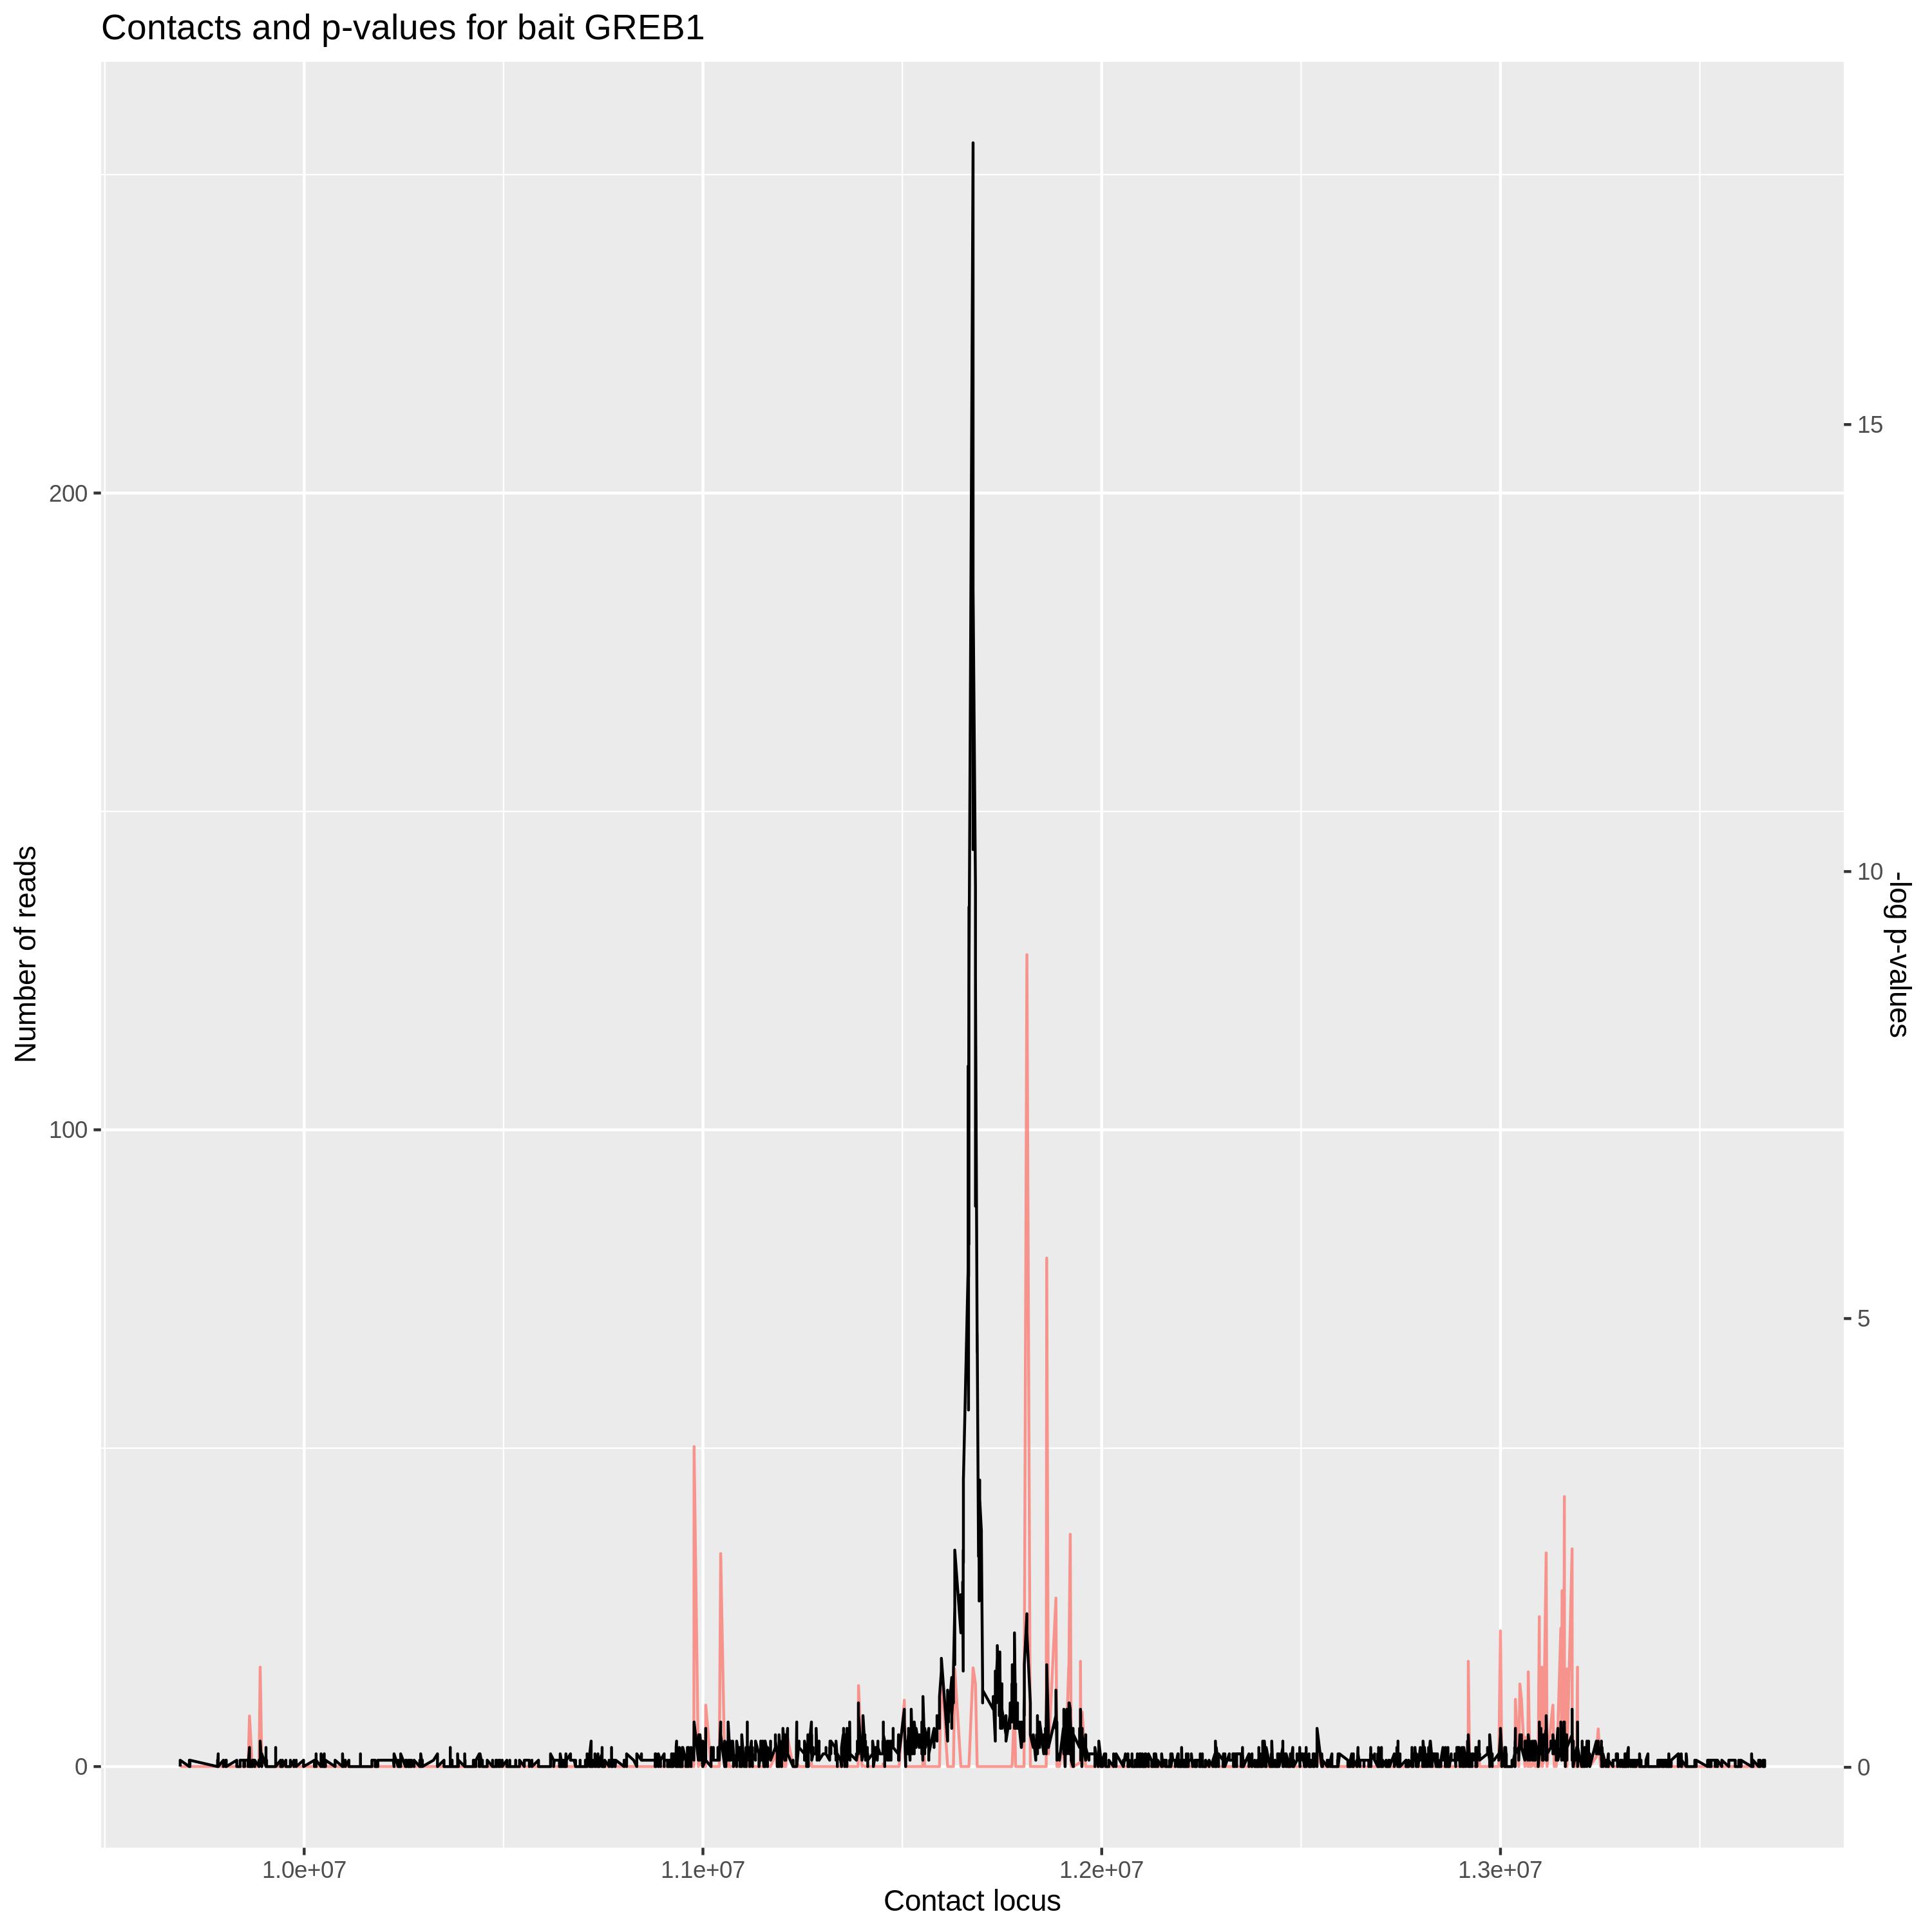 Contacts and p-values for bait GREB1
Number of reads
200
100
0
15
10
5
0
-log p-values
1.0e+07
1.1e+07
1.2e+07
1.3e+07
Contact locus